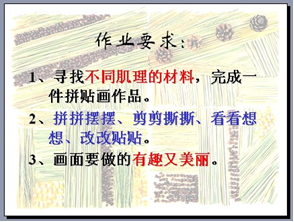 作业要求：
1、寻找不同肌理的材料，完成一
件拼贴画作品。
2、拼拼摆摆、剪剪撕撕、看看想
想、改改贴贴。
3、画面要做的有趣又美丽。